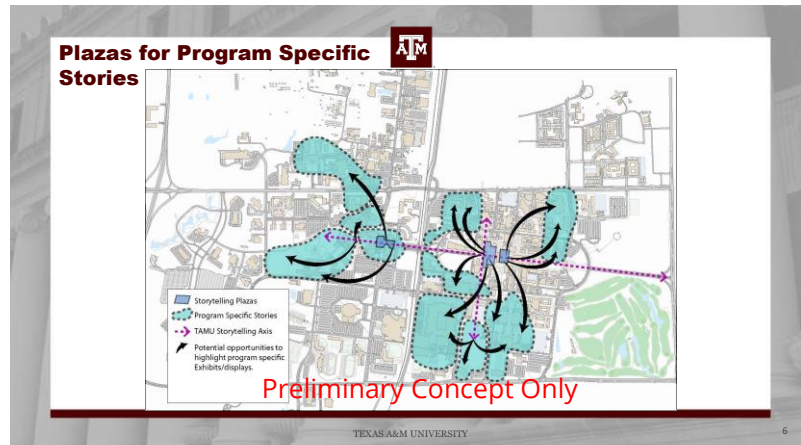 Plazas for Program Specific
Stories
ĀTM
Storytelling Plazas
Program Specific Stories
TAMU Storytelling Axis
Potential opportunities to
highlight program specific
Exhibits/displays.
Preliminary Concept Only
TEXAS A&M UNIVERSITY
6